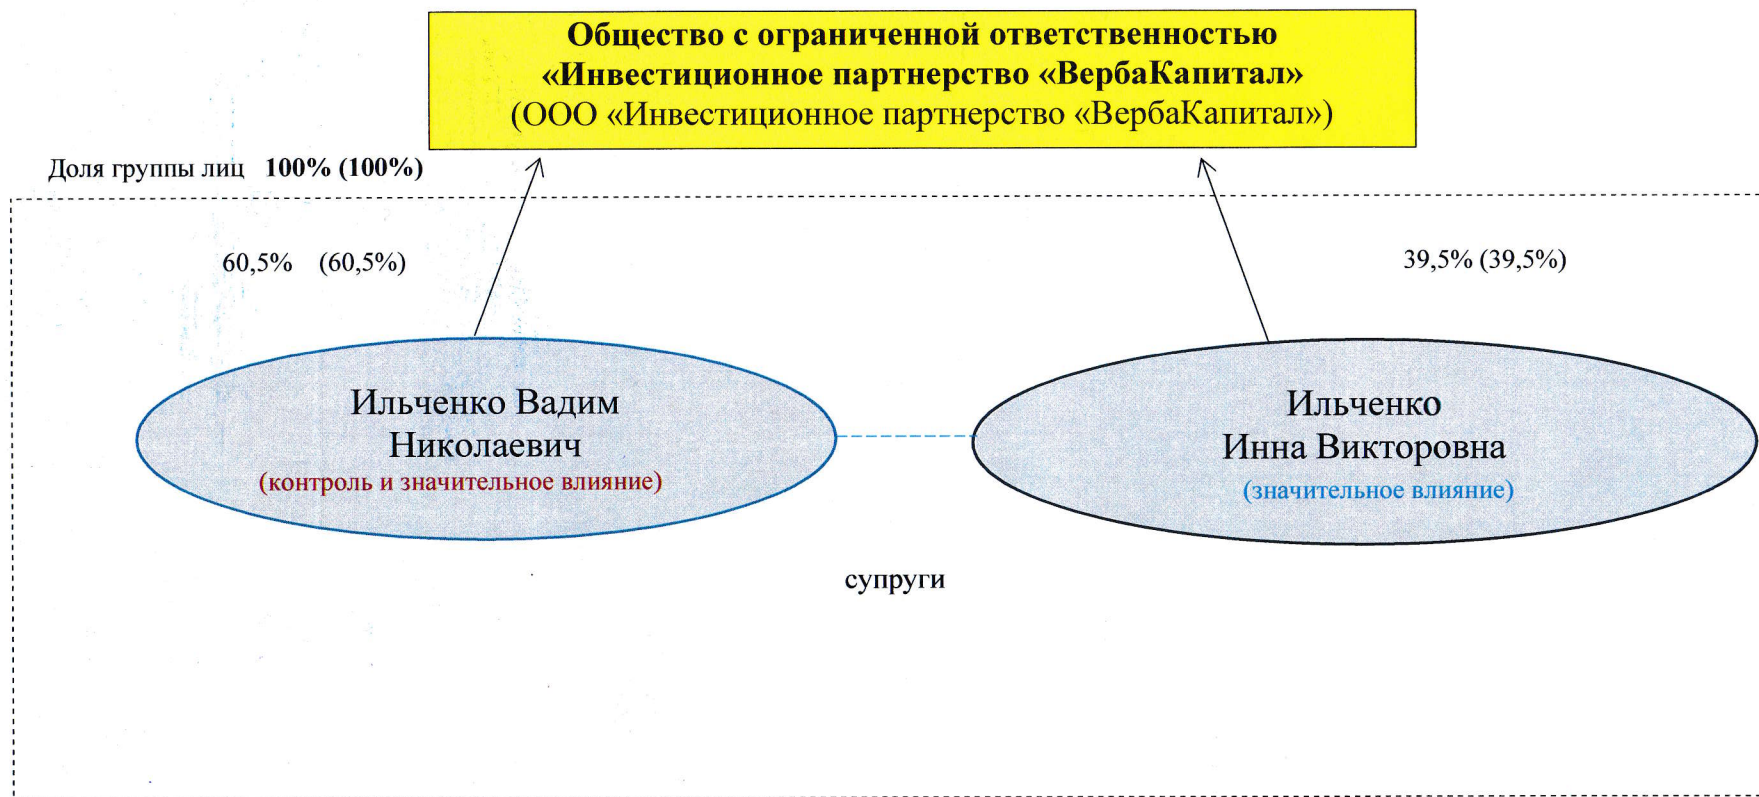 Общество с ограниченной ответственностью
«Инвестиционное партнерство «ВербаКапитал»
(ООО «Инвестиционное партнерство «ВербаКапитал»)
Доля группы лиц 100% (100%)
60,5% (60,5%)
39,5% (39,5%)
Ильченко Вадим
Николаевич
(контроль и значительное влияние)
Ильченко
Инна Викторовна
(значительное влияние)
супруги